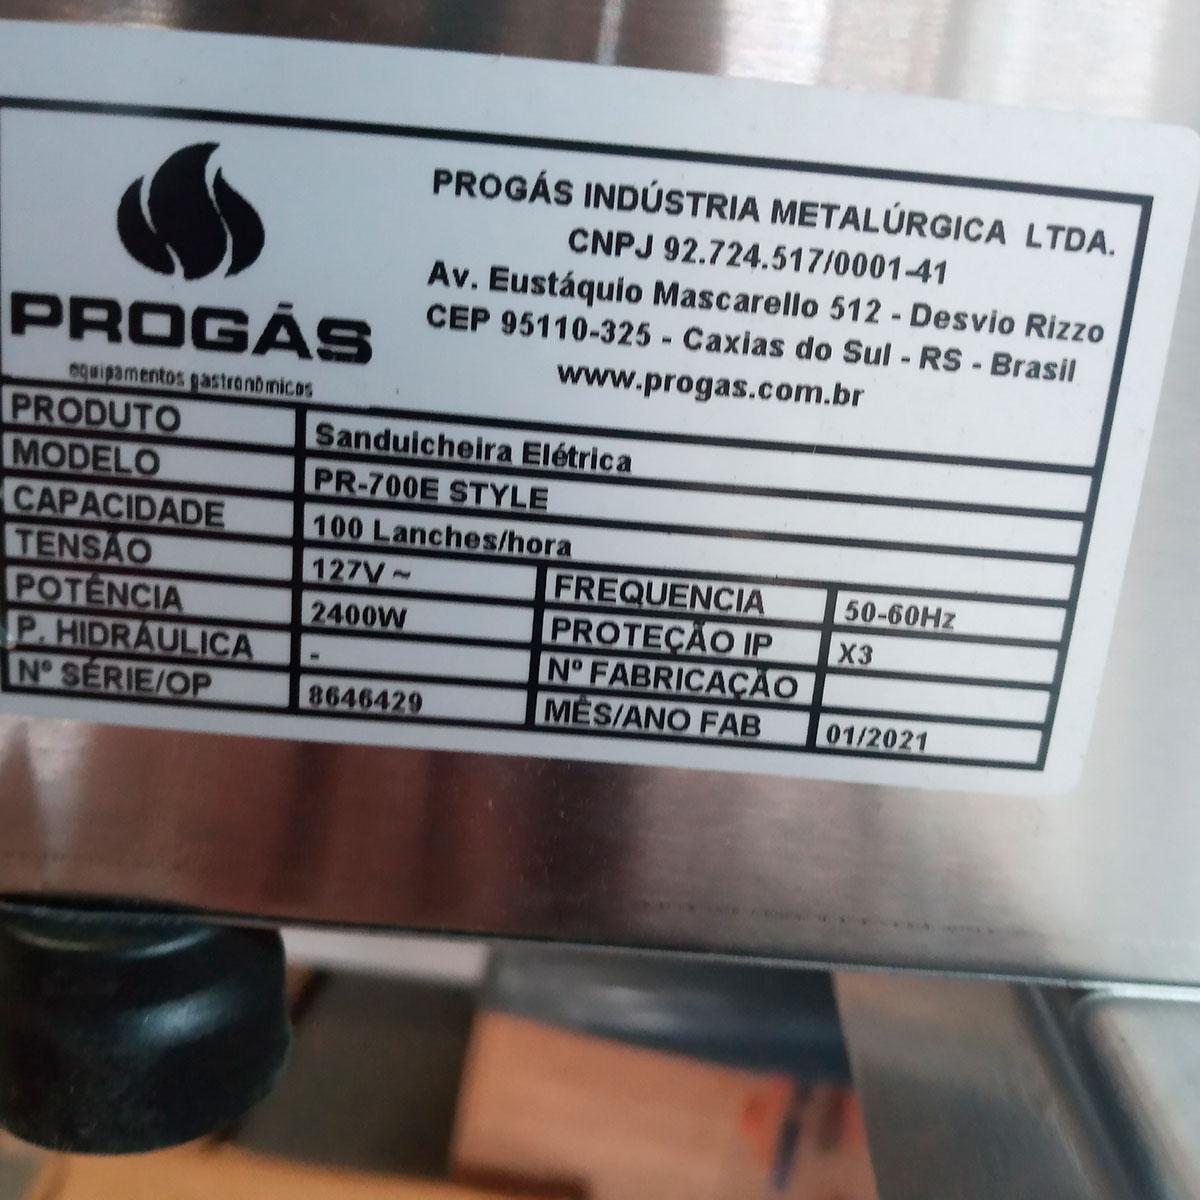 PROGÁS
equipamentos gastronômicos
PROGÁS INDÚSTRIA METALÚRGICA LTDA.
CNPJ 92.724.517/0001-41
Av. Eustáquio Mascarello 512 - Desvio Rizzo
CEP 95110-325 - Caxias do Sul - RS - Brasil
www.progas.com.br
PRODUTO Sanduicheira Elétrica
MODELO PR-700E STYLE
CAPACIDADE 100 Lanches/hora
TENSÃO 127V ~ FREQUENCIA 50-60Hz
POTÊNCIA 2400W PROTEÇÃO IP X3
P. HIDRÁULICA - Nº FABRICAÇÃO
Nº SÉRIE/OP 8646429 MÊS/ANO FAB 01/2021